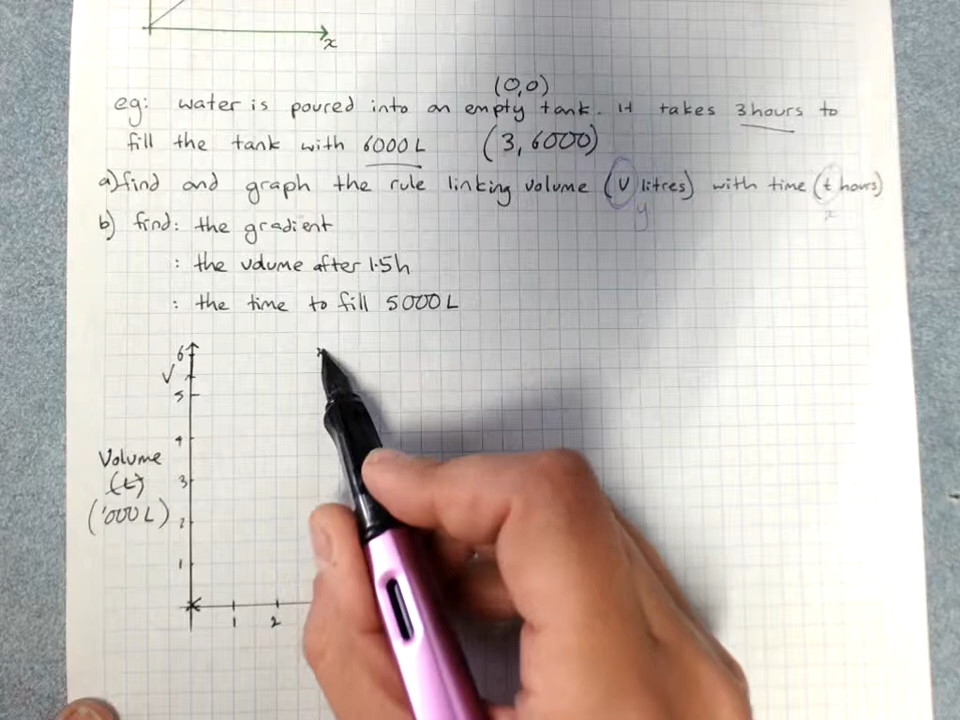 x
(0,0)
eg: water is poured into an empty tank. It takes 3 hours to
fill the tank with 6000 L (3, 6000)
a) find and graph the rule linking volume (V litres) with time (t hours)
y x
b) find: the gradient
: the volume after 1.5h
: the time to fill 5000 L
6
V
5
4
Volume
3
('000 L)
2
1
1 2